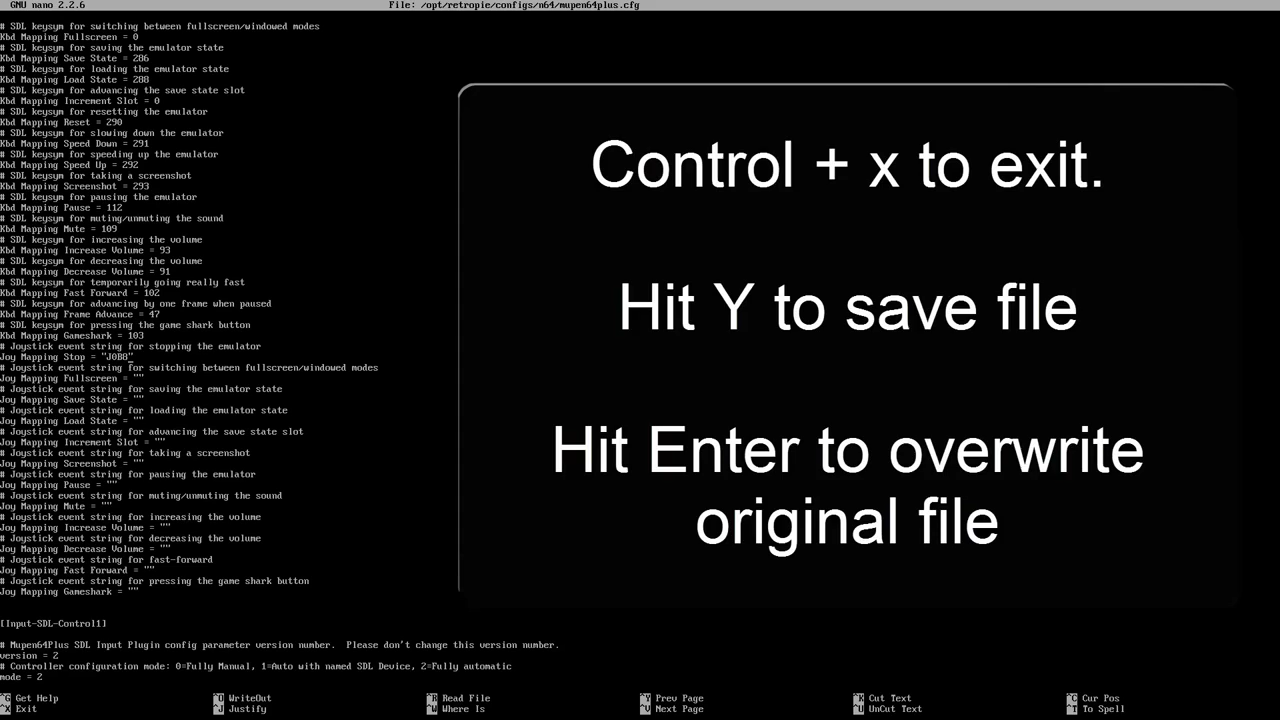 GNU nano 2.2.6 File: /opt/retropie/configs/n64/mupen64plus.cfg
# SDL keysym for switching between fullscreen/windowed modes
Kbd Mapping Fullscreen = 0
# SDL keysym for saving the emulator state
Kbd Mapping Save State = 286
# SDL keysym for loading the emulator state
Kbd Mapping Load State = 288
# SDL keysym for advancing the save state slot
Kbd Mapping Increment Slot = 0
# SDL keysym for resetting the emulator
Kbd Mapping Reset = 290
# SDL keysym for slowing down the emulator
Kbd Mapping Speed Down = 291
# SDL keysym for speeding up the emulator
Kbd Mapping Speed Up = 292
# SDL keysym for taking a screenshot
Kbd Mapping Screenshot = 293
# SDL keysym for pausing the emulator
Kbd Mapping Pause = 112
# SDL keysym for muting/unmuting the sound
Kbd Mapping Mute = 109
# SDL keysym for increasing the volume
Kbd Mapping Increase Volume = 93
# SDL keysym for decreasing the volume
Kbd Mapping Decrease Volume = 91
# SDL keysym for temporarily going really fast
Kbd Mapping Fast Forward = 102
# SDL keysym for advancing by one frame when paused
Kbd Mapping Frame Advance = 47
# SDL keysym for pressing the game shark button
Kbd Mapping Gameshark = 103
# Joystick event string for stopping the emulator
Joy Mapping Stop = "J0B8"
# Joystick event string for switching between fullscreen/windowed modes
Joy Mapping Fullscreen = ""
# Joystick event string for saving the emulator state
Joy Mapping Save State = ""
# Joystick event string for loading the emulator state
Joy Mapping Load State = ""
# Joystick event string for advancing the save state slot
Joy Mapping Increment Slot = ""
# Joystick event string for taking a screenshot
Joy Mapping Screenshot = ""
# Joystick event string for pausing the emulator
Joy Mapping Pause = ""
# Joystick event string for muting/unmuting the sound
Joy Mapping Mute = ""
# Joystick event string for increasing the volume
Joy Mapping Increase Volume = ""
# Joystick event string for decreasing the volume
Joy Mapping Decrease Volume = ""
# Joystick event string for fast-forward
Joy Mapping Fast Forward = ""
# Joystick event string for pressing the game shark button
Joy Mapping Gameshark = ""
[Input-SDL-Control1]
# Mupen64Plus SDL Input Plugin config parameter version number.  Please don't change this version number.
version = 2
# Controller configuration mode: 0=Fully Manual, 1=Auto with named SDL Device, 2=Fully automatic
mode = 2
Control + x to exit.
Hit Y to save file
Hit Enter to overwrite
original file
^G Get Help ^O WriteOut ^R Read File ^Y Prev Page ^K Cut Text ^C Cur Pos
^X Exit ^J Justify ^W Where Is ^V Next Page ^U UnCut Text ^T To Spell